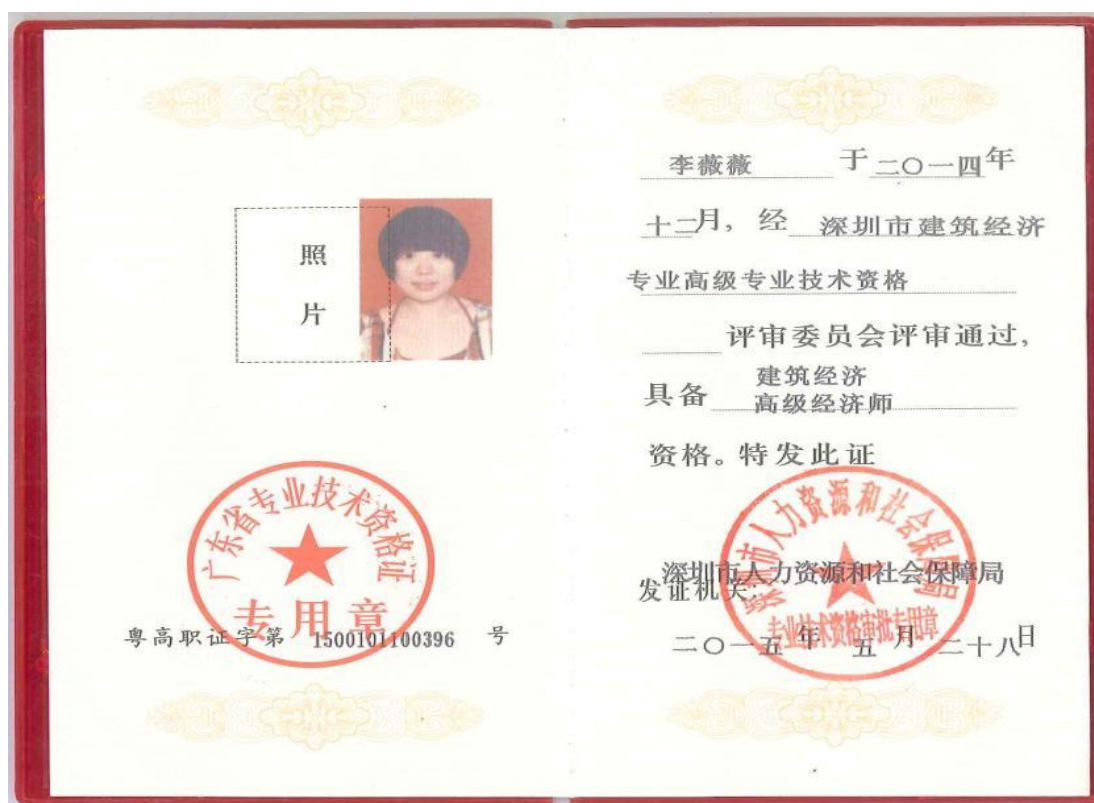 照
片
广东省专业技术资格证
专用章
粤高职证字第 1500101100396 号
李薇薇 于 二〇一四年
十二月，经 深圳市建筑经济
专业高级专业技术资格
评审委员会评审通过，
具备 建筑经济
高级经济师
资格。特发此证
深圳市人力资源和社会保障局
发证机关：深圳市人力资源和社会保障局
专业技术资格审批专用章
二〇一五年 五月 二十八日